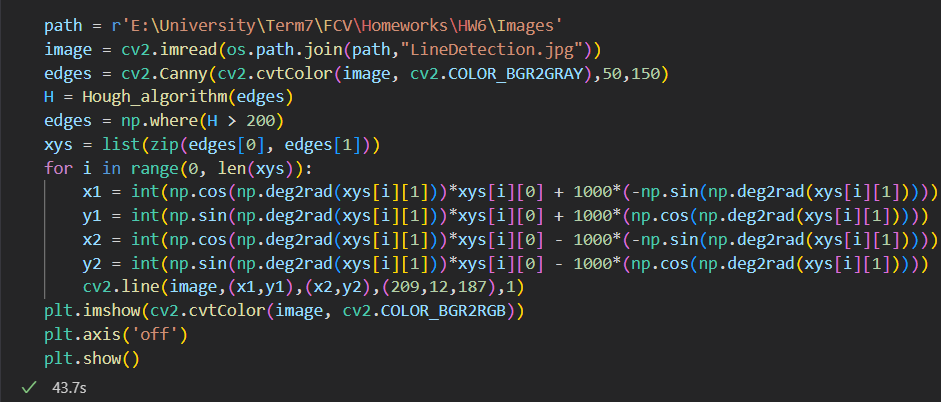 path = r'E:\University\Term7\FCV\Homeworks\HW6\Images'
image = cv2.imread(os.path.join(path,"LineDetection.jpg"))
edges = cv2.Canny(cv2.cvtColor(image, cv2.COLOR_BGR2GRAY),50,150)
H = Hough_algorithm(edges)
edges = np.where(H > 200)
xys = list(zip(edges[0], edges[1]))
for i in range(0, len(xys)):
    x1 = int(np.cos(np.deg2rad(xys[i][1]))*xys[i][0] + 1000*(-np.sin(np.deg2rad(xys[i][1]))))
    y1 = int(np.sin(np.deg2rad(xys[i][1]))*xys[i][0] + 1000*(np.cos(np.deg2rad(xys[i][1]))))
    x2 = int(np.cos(np.deg2rad(xys[i][1]))*xys[i][0] - 1000*(-np.sin(np.deg2rad(xys[i][1]))))
    y2 = int(np.sin(np.deg2rad(xys[i][1]))*xys[i][0] - 1000*(np.cos(np.deg2rad(xys[i][1]))))
    cv2.line(image,(x1,y1),(x2,y2),(209,12,187),1)
plt.imshow(cv2.cvtColor(image, cv2.COLOR_BGR2RGB))
plt.axis('off')
plt.show()
✓ 43.7s